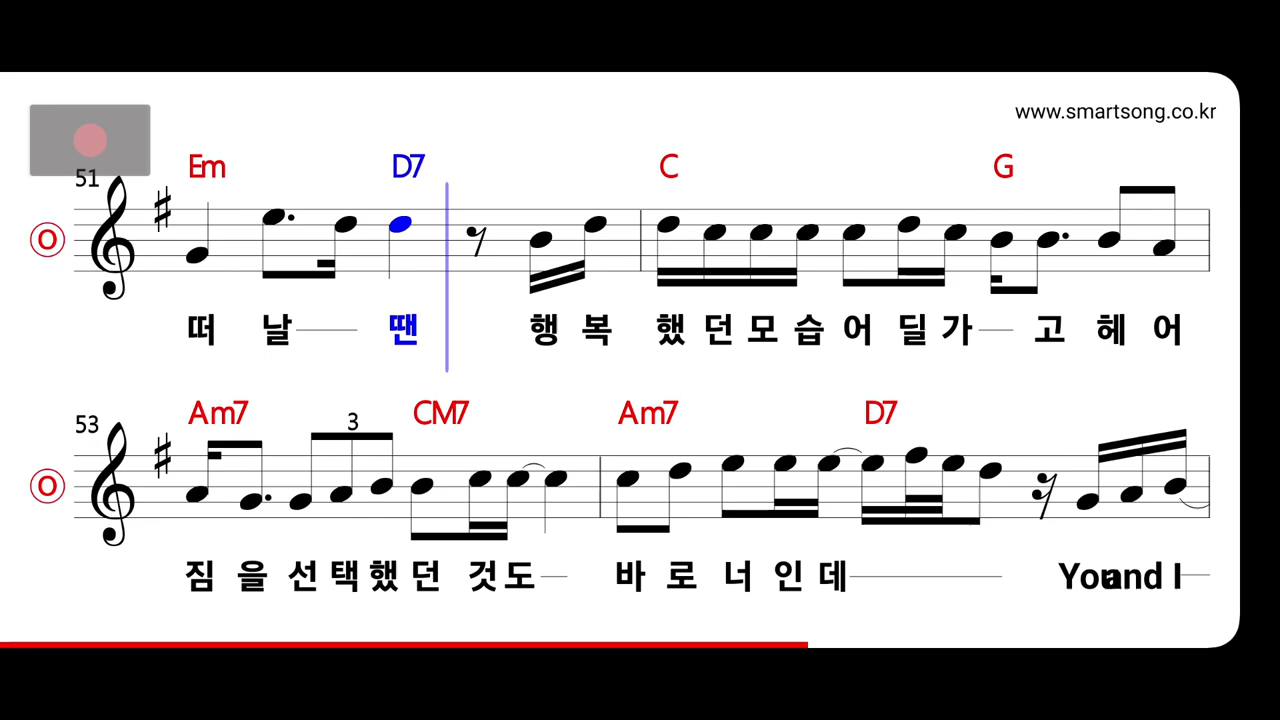 www.smartsong.co.kr
Em D7 C G
51
O
떠 날 땐 행 복 했 던 모 습 어 딜 가 고 헤 어
Am7 3 CM7 Am7 D7
53
O
짐 을 선 택 했 던 것 도 바 로 너 인 데 You and I